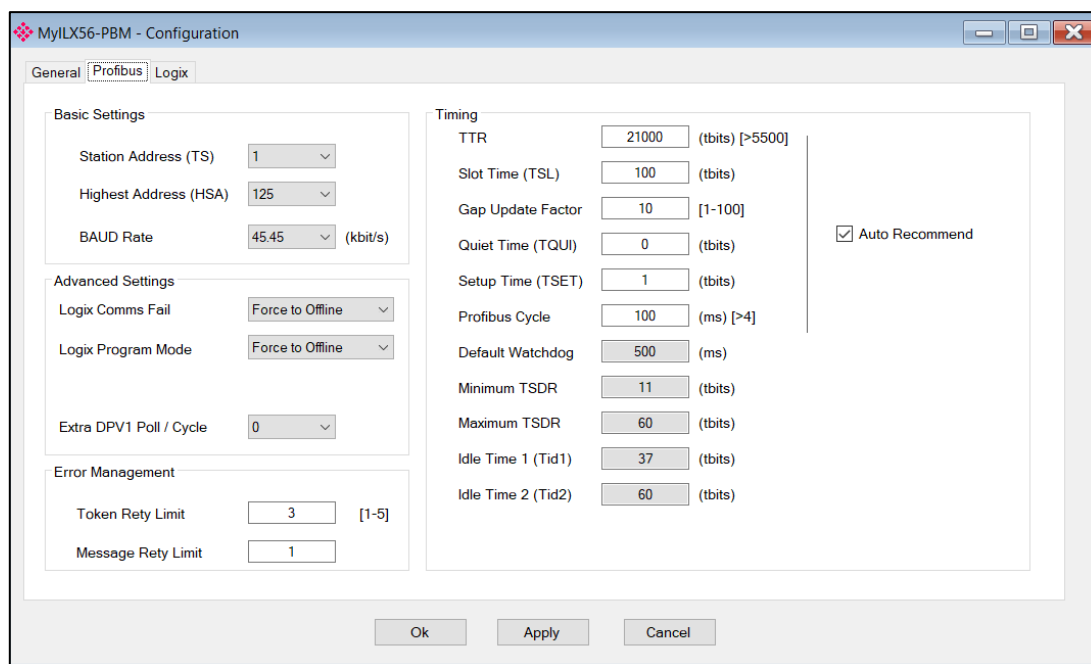 MyILX56-PBM - Configuration
General Profibus Logix
Basic Settings
Station Address (TS) 1
Highest Address (HSA) 125
BAUD Rate 45.45 (kbit/s)
Advanced Settings
Logix Comms Fail Force to Offline
Logix Program Mode Force to Offline
Extra DPV1 Poll / Cycle 0
Error Management
Token Rety Limit 3 [1-5]
Message Rety Limit 1
Timing
TTR 21000 (tbits) [>5500]
Slot Time (TSL) 100 (tbits)
Gap Update Factor 10 [1-100]
Quiet Time (TQUI) 0 (tbits)
Setup Time (TSET) 1 (tbits)
Profibus Cycle 100 (ms) [>4]
Default Watchdog 500 (ms)
Minimum TSDR 11 (tbits)
Maximum TSDR 60 (tbits)
Idle Time 1 (Tid1) 37 (tbits)
Idle Time 2 (Tid2) 60 (tbits)
Auto Recommend
Ok Apply Cancel